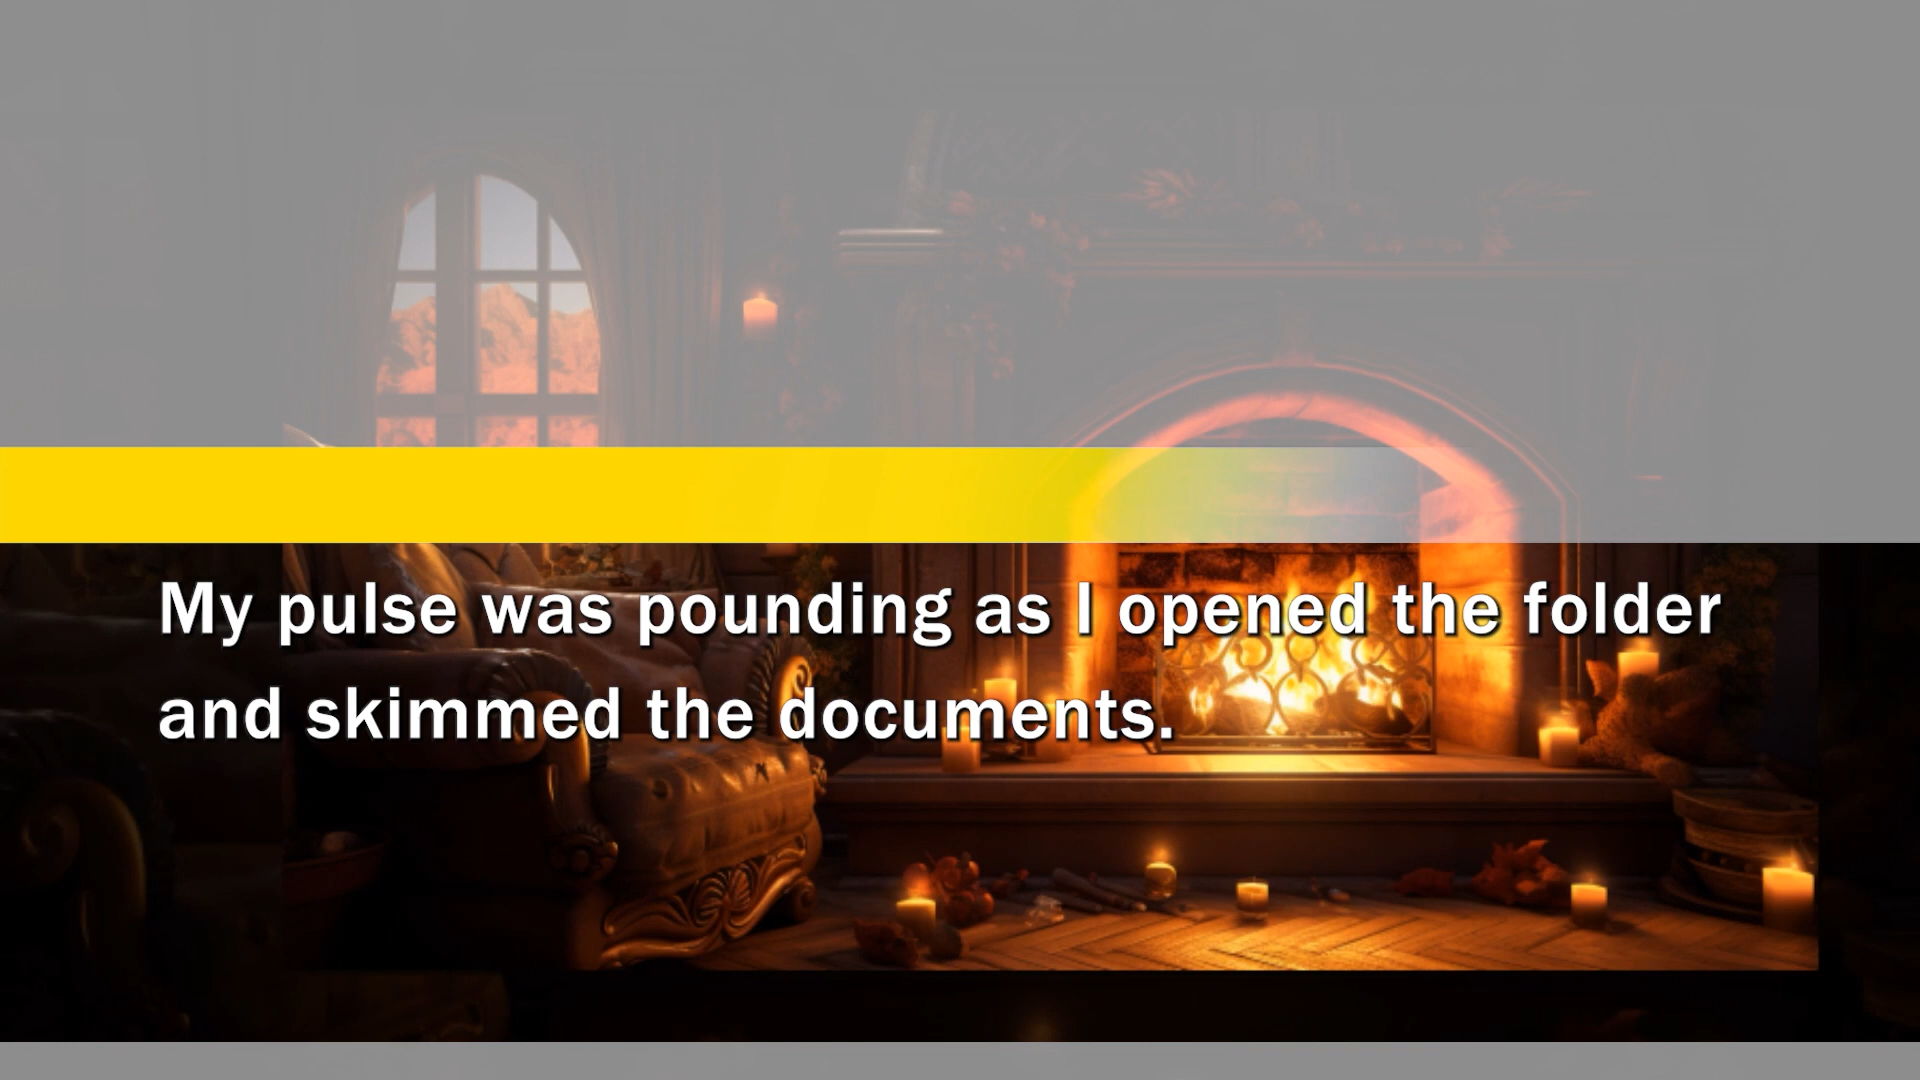 My pulse was pounding as I opened the folder
and skimmed the documents.